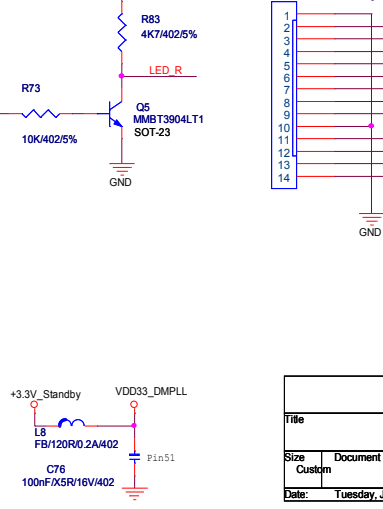 R83
4K7/402/5%
LED_R
R73
10K/402/5%
Q5
MMBT3904LT1
SOT-23
GND
1
2
3
4
5
6
7
8
9
10
11
12
13
14
GND
+3.3V_Standby
VDD33_DMPLL
L8
FB/120R/0.2A/402
Pin51
C76
100nF/X5R/16V/402
Title
Size
Document
Custom
Date:
Tuesday, J